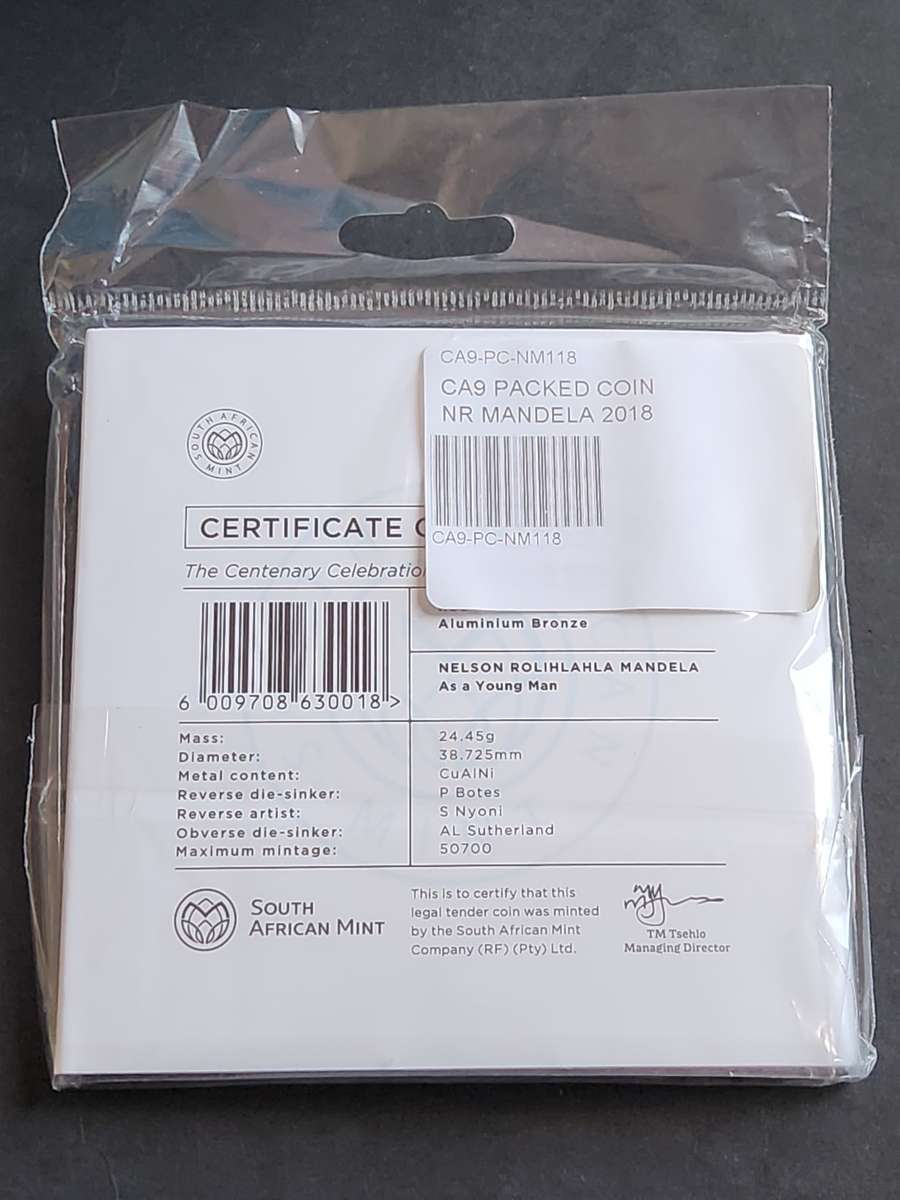 CA9-PC-NM118
CA9 PACKED COIN
NR MANDELA 2018
CA9-PC-NM118
SOUTH AFRICAN MINT
CERTIFICATE
The Centenary
Aluminium Bronze
6 009708 630018 >
NELSON ROLIHLAHLA MANDELA
As a Young Man
Mass: 24.45g
Diameter: 38.725mm
Metal content: CuAlNi
Reverse die-sinker: P Botes
Reverse artist: S Nyoni
Obverse die-sinker: AL Sutherland
Maximum mintage: 50700
SOUTH
AFRICAN MINT
This is to certify that this
legal tender coin was minted
by the South African Mint
Company (RF) (Pty) Ltd.
TM Tsehlo
Managing Director